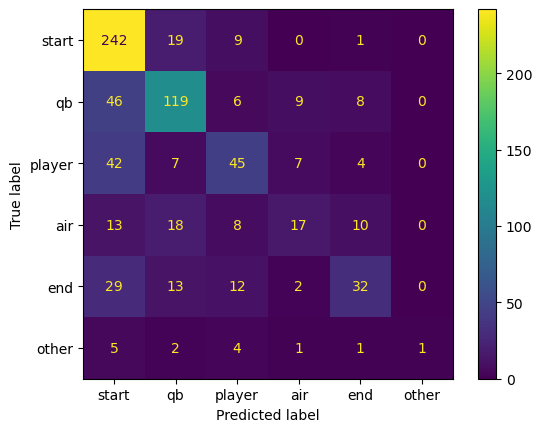 start 242 19 9 0 1 0
qb 46 119 6 9 8 0
player 42 7 45 7 4 0
air 13 18 8 17 10 0
end 29 13 12 2 32 0
other 5 2 4 1 1 1
start qb player air end other
Predicted label
True label
200
150
100
50
0